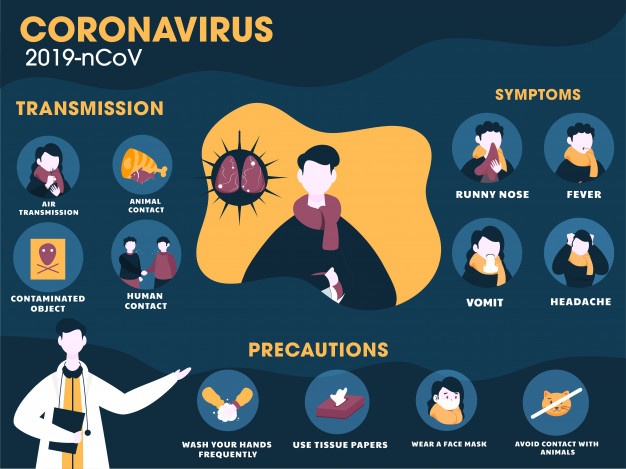 CORONAVIRUS
2019-nCoV
TRANSMISSION
AIR
TRANSMISSION
ANIMAL
CONTACT
CONTAMINATED
OBJECT
HUMAN
CONTACT
SYMPTOMS
RUNNY NOSE
FEVER
VOMIT
HEADACHE
PRECAUTIONS
WASH YOUR HANDS
FREQUENTLY
USE TISSUE PAPERS
WEAR A FACE MASK
AVOID CONTACT WITH
ANIMALS